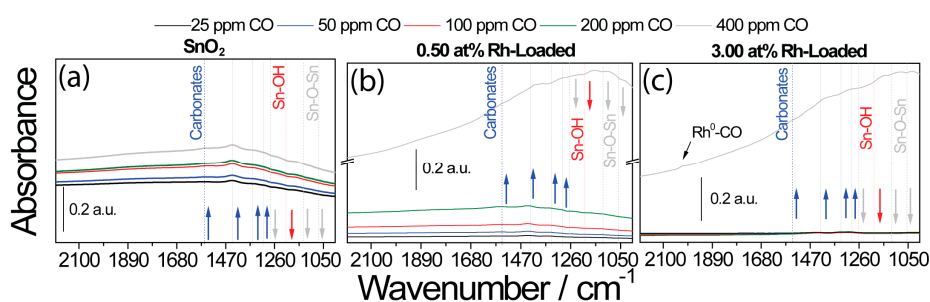 25 ppm CO 50 ppm CO 100 ppm CO 200 ppm CO 400 ppm CO
SnO2 0.50 at% Rh-Loaded 3.00 at% Rh-Loaded
(a) (b) (c)
Absorbance
Carbonates
Sn-OH
Sn-O-Sn
0.2 a.u.
Carbonates
Sn-OH
Sn-O-Sn
0.2 a.u.
Carbonates
Sn-OH
Sn-O-Sn
Rh0-CO
0.2 a.u.
2100 1890 1680 1470 1260 1050 2100 1890 1680 1470 1260 1050 2100 1890 1680 1470 1260 1050
Wavenumber / cm-1